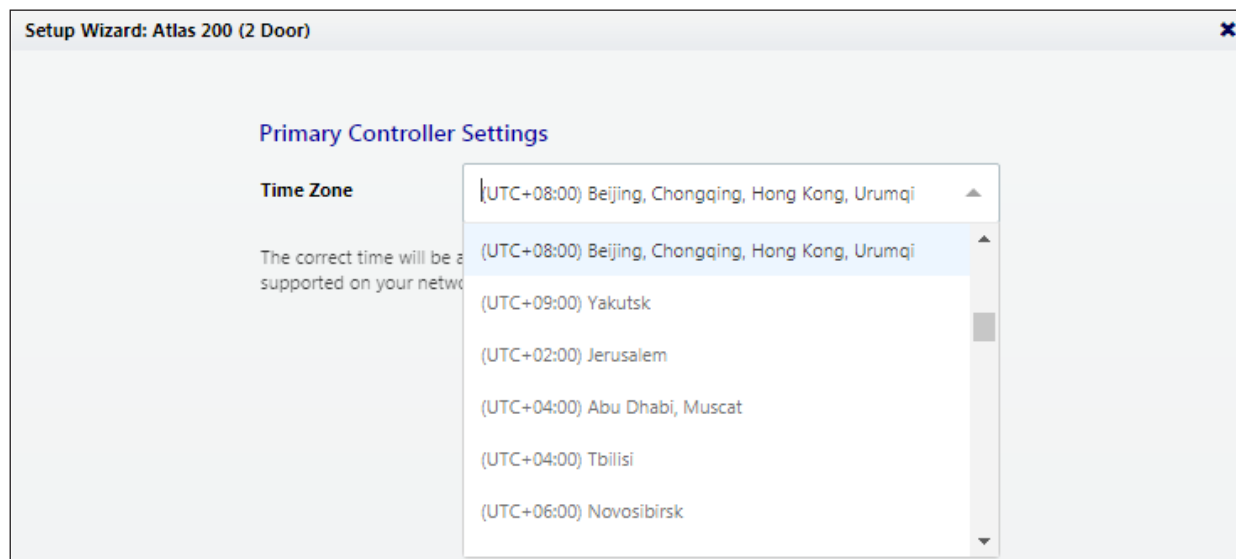 Setup Wizard: Atlas 200 (2 Door)
Primary Controller Settings
Time Zone
(UTC+08:00) Beijing, Chongqing, Hong Kong, Urumqi
The correct time will be
supported on your
(UTC+08:00) Beijing, Chongqing, Hong Kong, Urumqi
(UTC+09:00) Yakutsk
(UTC+02:00) Jerusalem
(UTC+04:00) Abu Dhabi, Muscat
(UTC+04:00) Tbilisi
(UTC+06:00) Novosibirsk